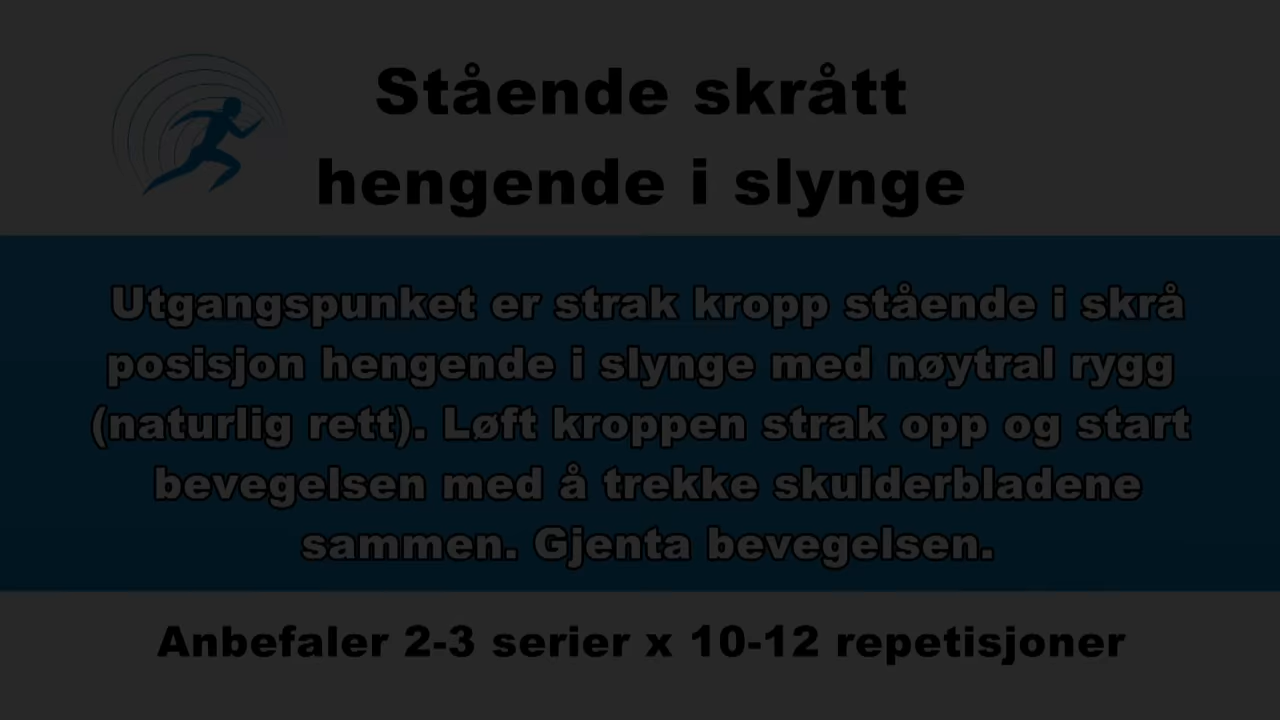 Stående skrått
hengende i slynge
Utgangspunket er strak kropp stående i skrå
posisjon hengende i slynge med nøytral rygg
(naturlig rett). Løft kroppen strak opp og start
bevegelsen med å trekke skulderbladene
sammen. Gjenta bevegelsen.
Anbefaler 2-3 serier x 10-12 repetisjoner